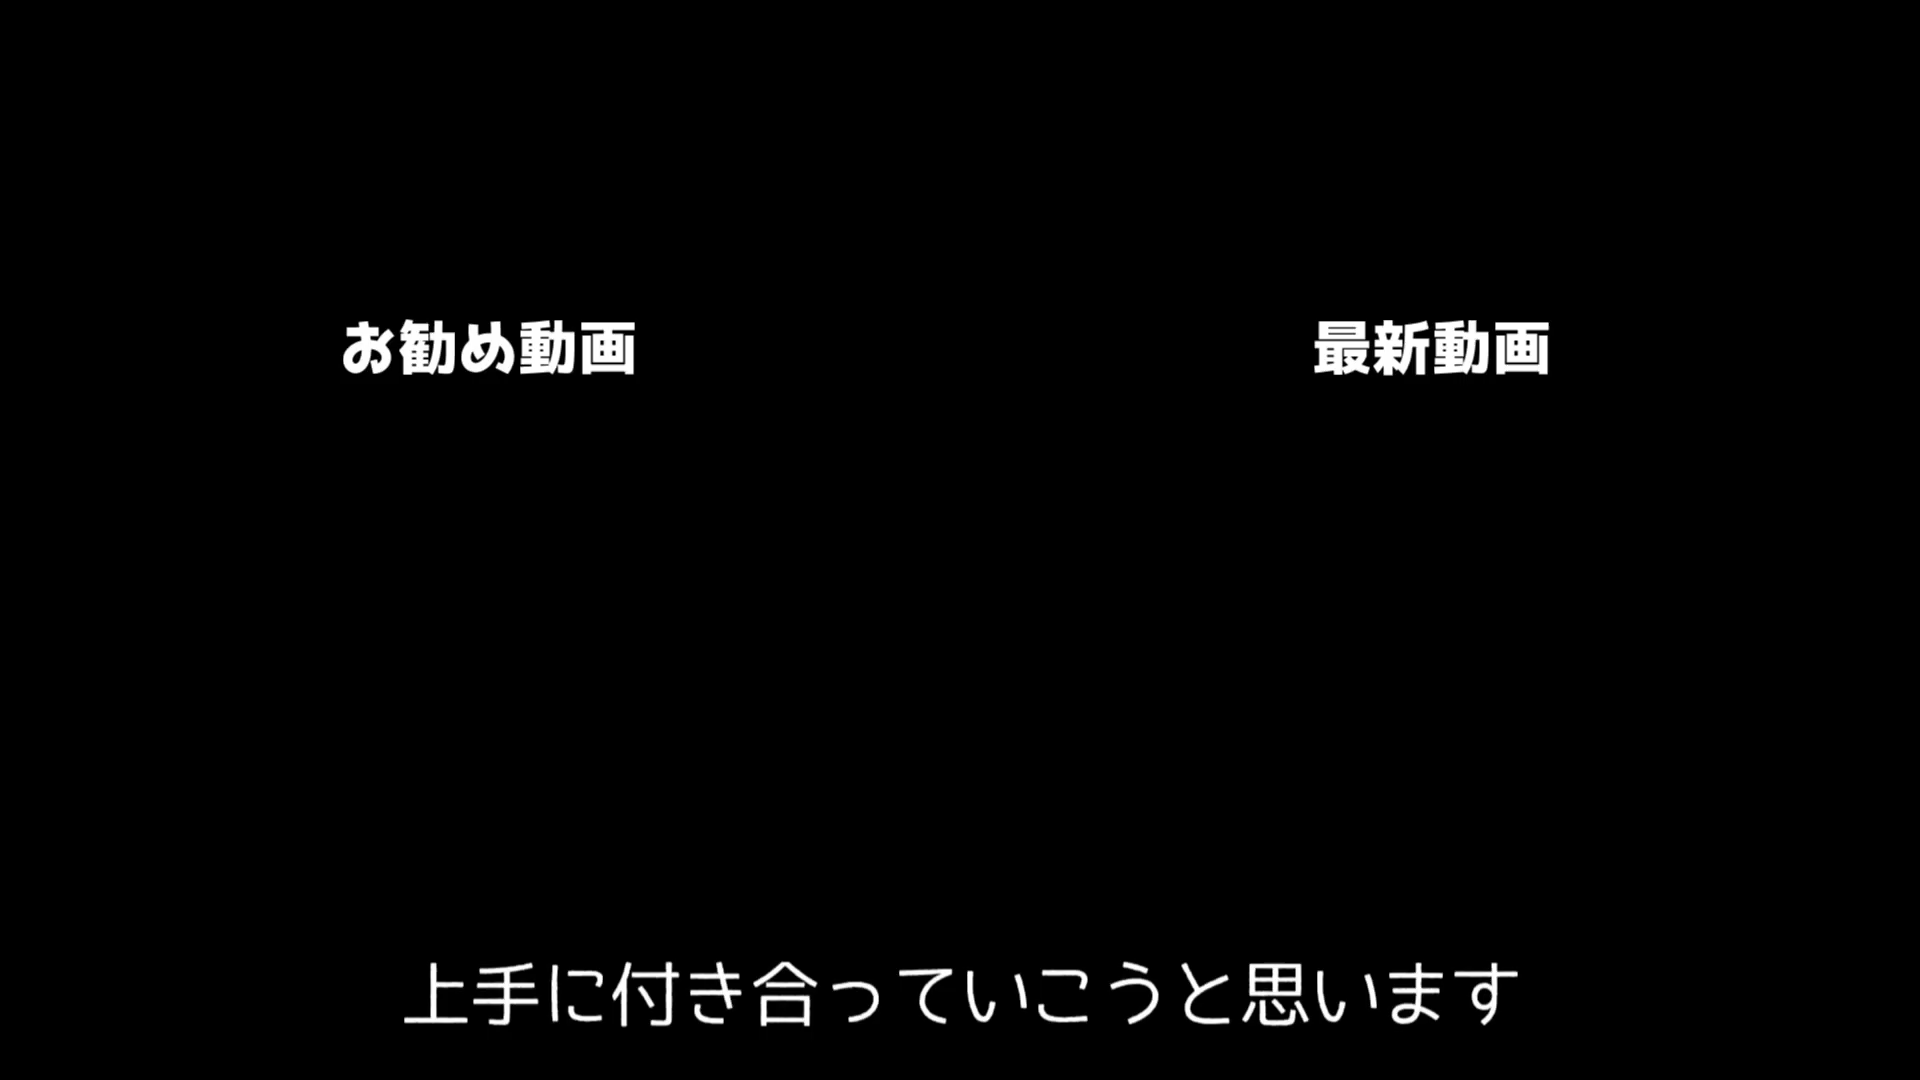 お勧め動画
最新動画
上手に付き合っていこうと思います